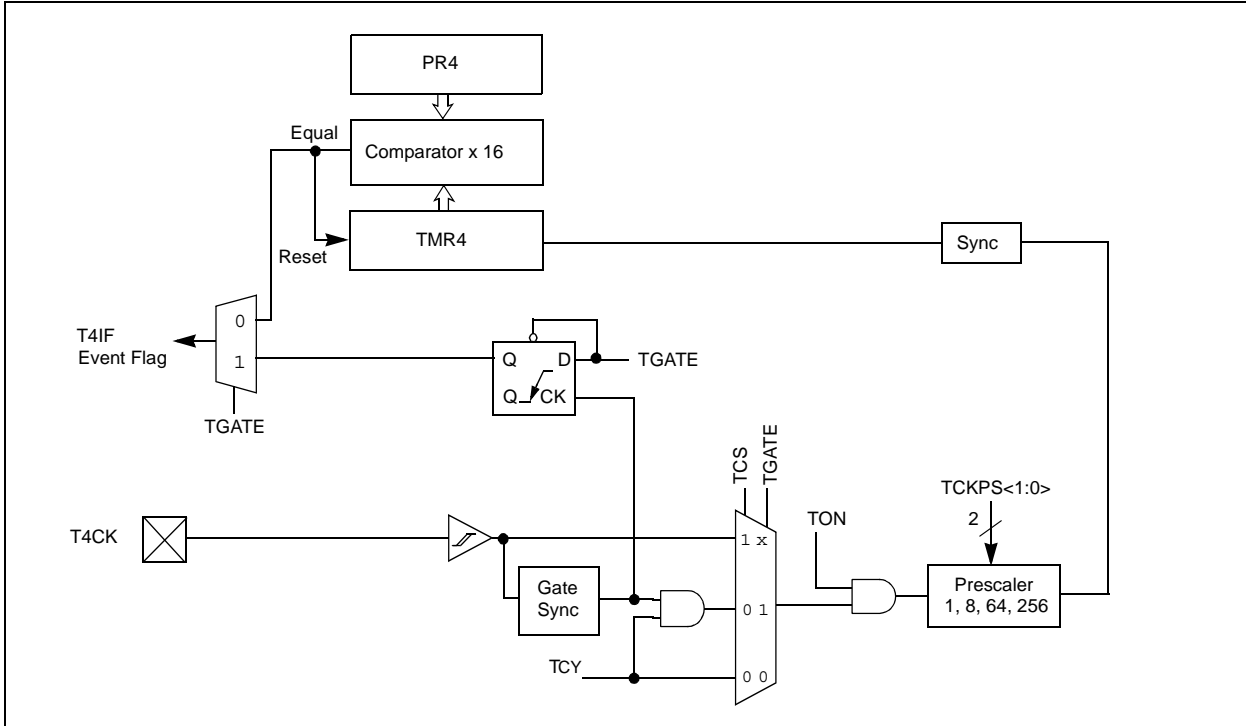 PR4
Equal
Comparator x 16
TMR4
Reset
Sync
0
T4IF
Event Flag
1
Q D
TGATE
Q CK
TGATE
TCS
TGATE
TCKPS<1:0>
2
TON
T4CK
1 x
Prescaler
1, 8, 64, 256
Gate
Sync
0 1
TCY
0 0